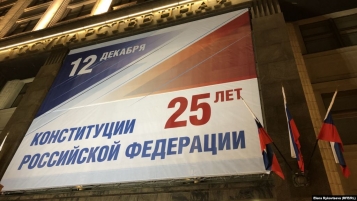 12 ДЕКАБРЯ
25 ЛЕТ
КОНСТИТУЦИИ
РОССИЙСКОЙ ФЕДЕРАЦИИ